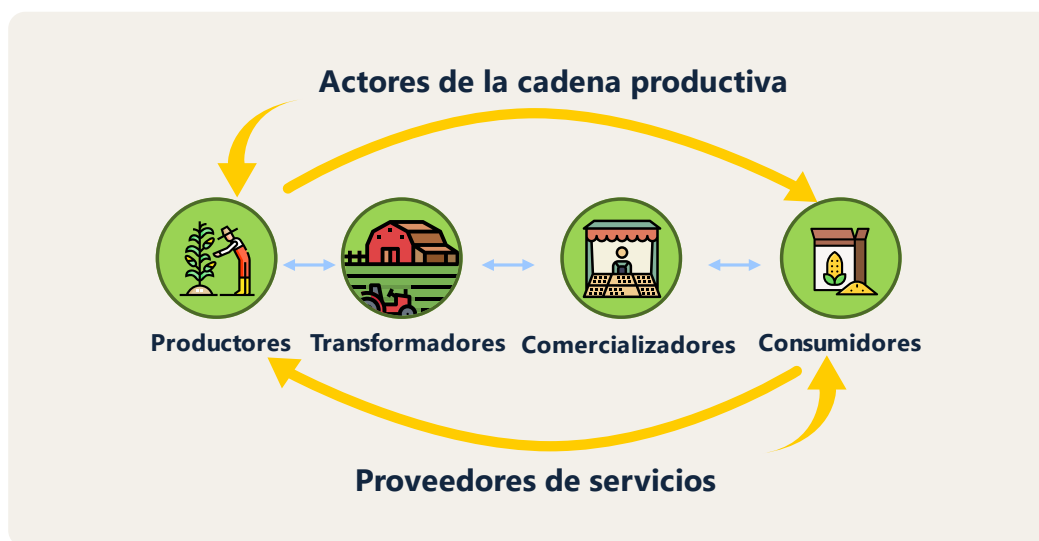 Actores de la cadena productiva
Productores
Transformadores
Comercializadores
Consumidores
Proveedores de servicios